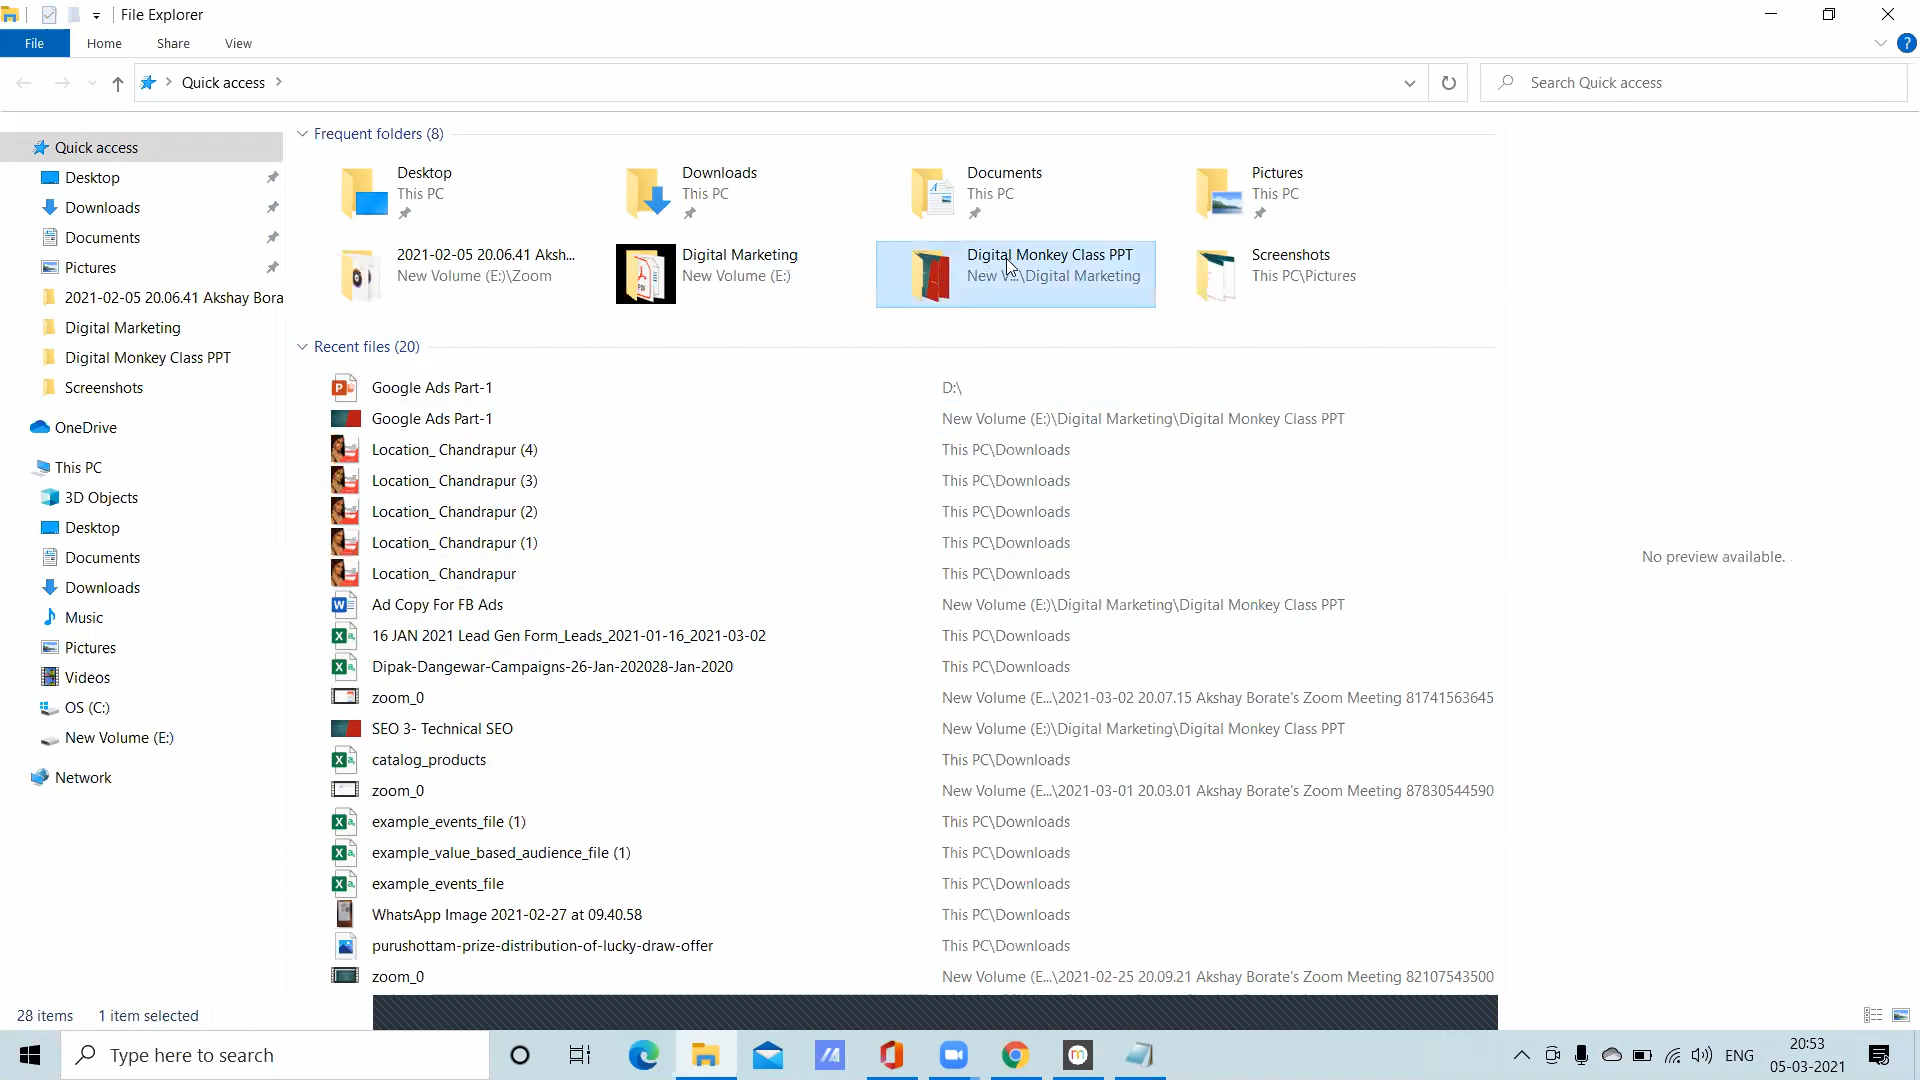 File Explorer
File Home Share View
Quick access
Search Quick access
Quick access
Desktop
Downloads
Documents
Pictures
2021-02-05 20.06.41 Akshay Bora
Digital Marketing
Digital Monkey Class PPT
Screenshots
OneDrive
This PC
3D Objects
Desktop
Documents
Downloads
Music
Pictures
Videos
OS (C:)
New Volume (E:)
Network
Frequent folders (8)
Desktop
This PC
Downloads
This PC
Documents
This PC
Pictures
This PC
2021-02-05 20.06.41 Aksh...
New Volume (E:)\Zoom
Digital Marketing
New Volume (E:)
Digital Monkey Class PPT
New V...\Digital Marketing
Screenshots
This PC\Pictures
Recent files (20)
Google Ads Part-1 D:\
Google Ads Part-1 New Volume (E:)\Digital Marketing\Digital Monkey Class PPT
Location_ Chandrapur (4) This PC\Downloads
Location_ Chandrapur (3) This PC\Downloads
Location_ Chandrapur (2) This PC\Downloads
Location_ Chandrapur (1) This PC\Downloads
Location_ Chandrapur This PC\Downloads
Ad Copy For FB Ads New Volume (E:)\Digital Marketing\Digital Monkey Class PPT
16 JAN 2021 Lead Gen Form_Leads_2021-01-16_2021-03-02 This PC\Downloads
Dipak-Dangewar-Campaigns-26-Jan-202028-Jan-2020 This PC\Downloads
zoom_0 New Volume (E...\2021-03-02 20.07.15 Akshay Borate's Zoom Meeting 81741563645
SEO 3- Technical SEO New Volume (E:)\Digital Marketing\Digital Monkey Class PPT
catalog_products This PC\Downloads
zoom_0 New Volume (E...\2021-03-01 20.03.01 Akshay Borate's Zoom Meeting 87830544590
example_events_file (1) This PC\Downloads
example_value_based_audience_file (1) This PC\Downloads
example_events_file This PC\Downloads
WhatsApp Image 2021-02-27 at 09.40.58 This PC\Downloads
purushottam-prize-distribution-of-lucky-draw-offer This PC\Downloads
zoom_0 New Volume (E...\2021-02-25 20.09.21 Akshay Borate's Zoom Meeting 82107543500
No preview available.
28 items 1 item selected
Type here to search
ENG
20:53
05-03-2021